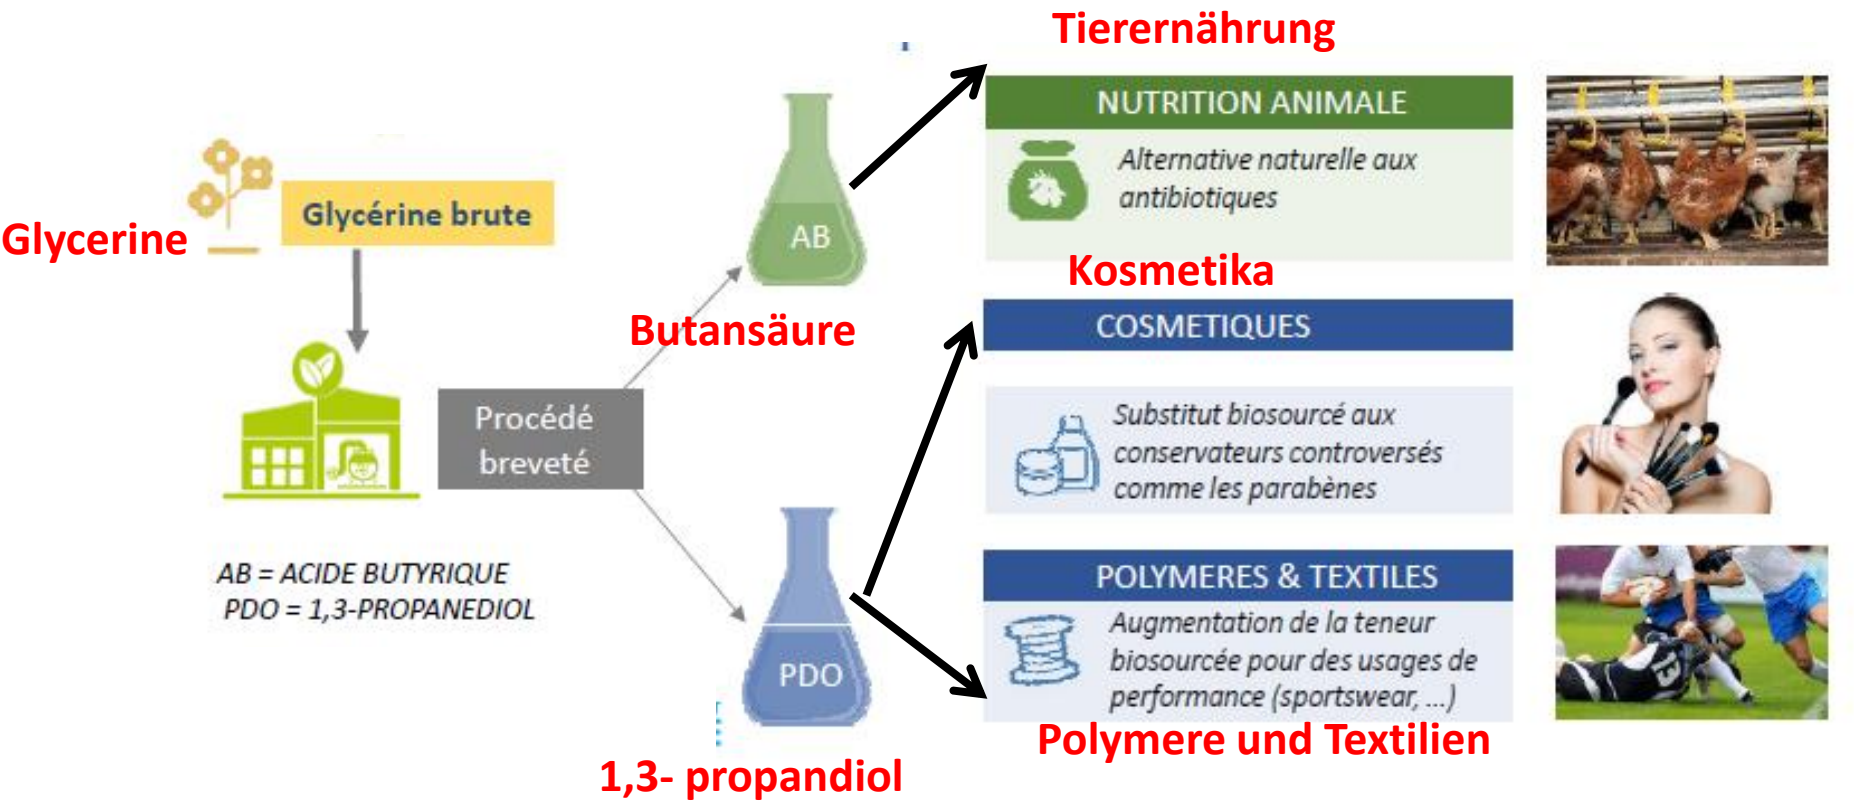 Tierernährung
NUTRITION ANIMALE
Alternative naturelle aux
antibiotiques
Glycérine brute
Glycerine
AB
Kosmetika
COSMETIQUES
Butansäure
Substitut biosourcé aux
conservateurs controversés
comme les parabènes
Procédé
breveté
AB = ACIDE BUTYRIQUE
PDO = 1,3-PROPANEDIOL
POLYMERES & TEXTILES
Augmentation de la teneur
biosourcée pour des usages de
performance (sportswear, ...)
PDO
13
Polymere und Textilien
1,3- propandiol